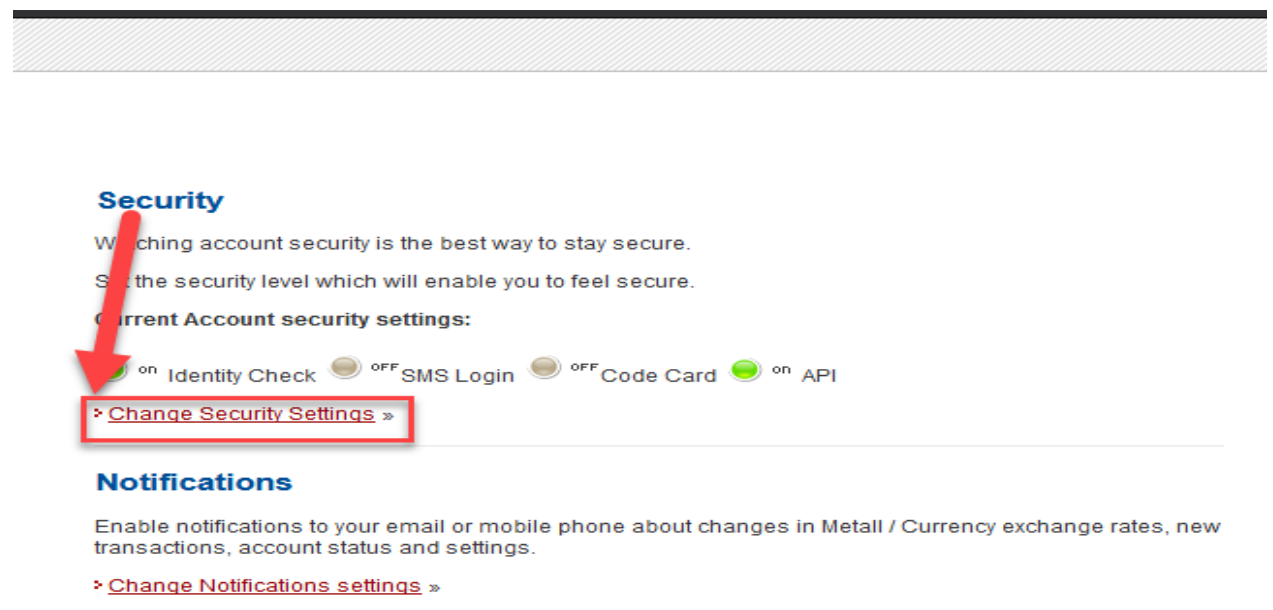 Security
Watching account security is the best way to stay secure.
Set the security level which will enable you to feel secure.
Current Account security settings:
on Identity Check OFF SMS Login OFF Code Card on API
Change Security Settings »
Notifications
Enable notifications to your email or mobile phone about changes in Metall / Currency exchange rates, new
transactions, account status and settings.
Change Notifications settings »